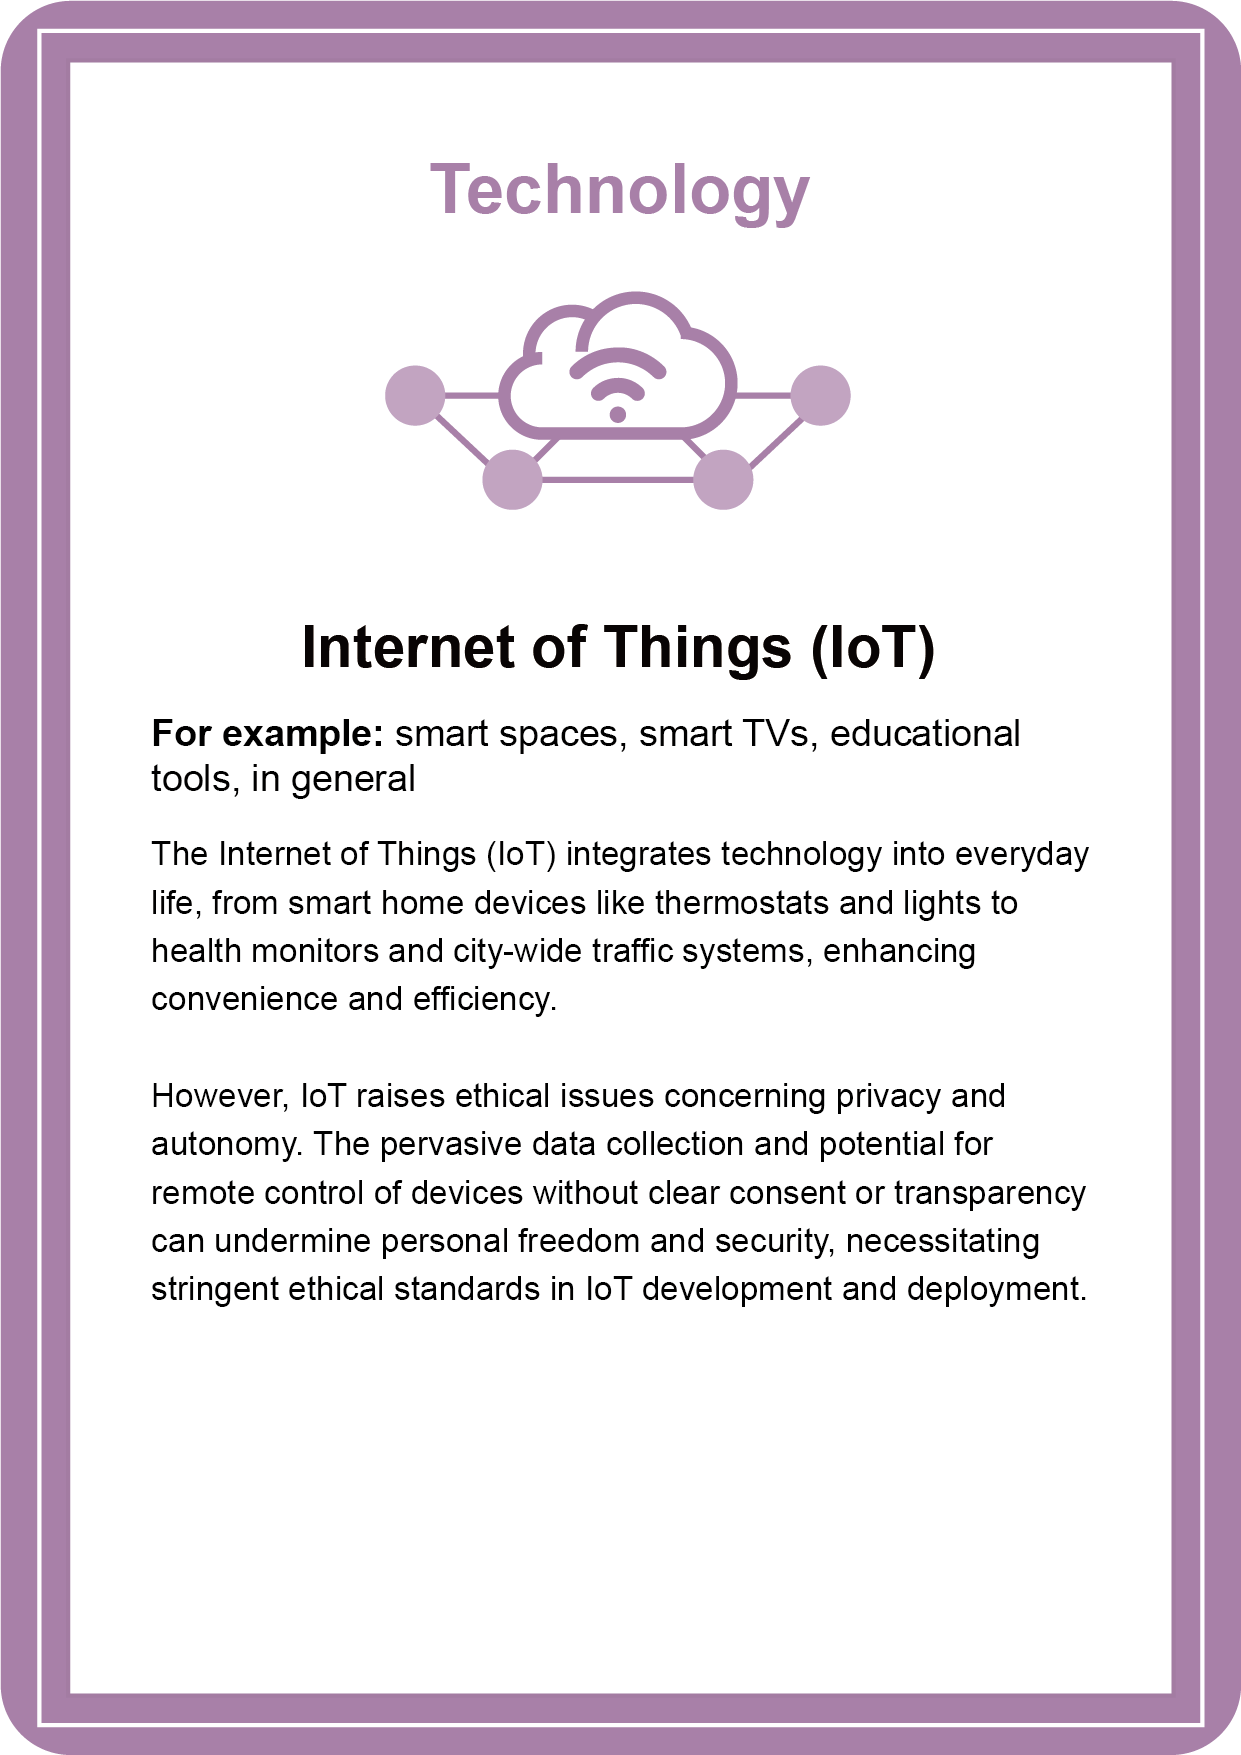 Technology
Internet of Things (IoT)
For example: smart spaces, smart TVs, educational
tools, in general
The Internet of Things (IoT) integrates technology into everyday
life, from smart home devices like thermostats and lights to
health monitors and city-wide traffic systems, enhancing
convenience and efficiency.
However, IoT raises ethical issues concerning privacy and
autonomy. The pervasive data collection and potential for
remote control of devices without clear consent or transparency
can undermine personal freedom and security, necessitating
stringent ethical standards in IoT development and deployment.